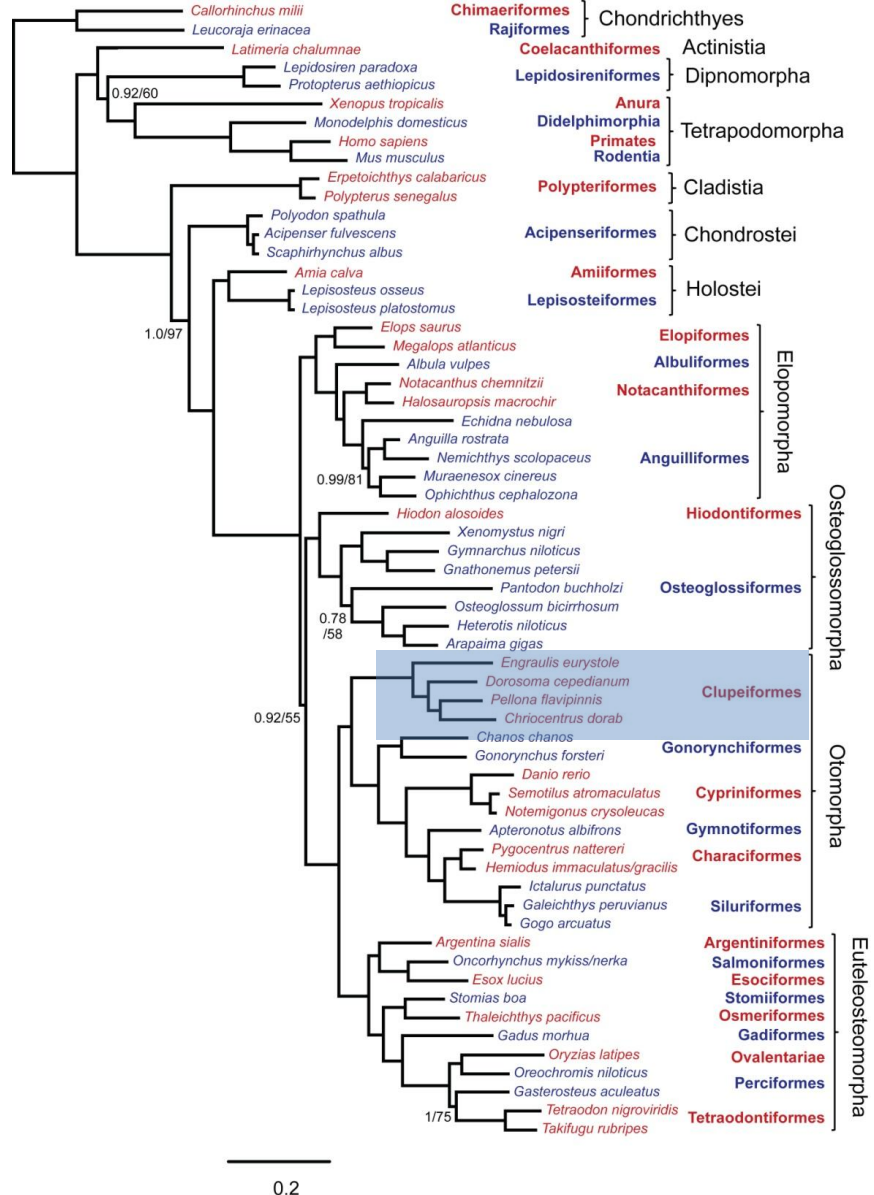 Callorhinchus milii
Chimaeriformes
Chondrichthyes
Leucoraja erinacea
Rajiformes
Latimeria chalumnae
Coelacanthiformes
Actinistia
Lepidosiren paradoxa
Lepidosireniformes
Dipnomorpha
Protopterus aethiopicus
0.92/60
Xenopus tropicalis
Anura
Monodelphis domesticus
Didelphimorphia
Tetrapodomorpha
Homo sapiens
Primates
Mus musculus
Rodentia
Erpetoichthys calabaricus
Polypteriformes
Cladistia
Polypterus senegalus
Polyodon spathula
Acipenser fulvescens
Acipenseriformes
Chondrostei
Scaphirhynchus albus
Amia calva
Amiiformes
Holostei
Lepisosteus osseus
Lepisosteiformes
Lepisosteus platostomus
1.0/97
Elops saurus
Elopiformes
Megalops atlanticus
Albula vulpes
Albuliformes
Elopomorpha
Notacanthus chemnitzii
Notacanthiformes
Halosauropsis macrochir
Echidna nebulosa
Anguilla rostrata
Nemichthys scolopaceus
Anguilliformes
0.99/81
Muraenesox cinereus
Ophichthus cephalozona
Hiodon alosoides
Hiodontiformes
Osteoglossomorpha
Xenomystus nigri
Gymnarchus niloticus
Gnathonemus petersii
Pantodon buchholzi
Osteoglossiformes
Osteoglossum bicirrhosum
0.78
/58
Heterotis niloticus
Arapaima gigas
Engraulis eurystole
Dorosoma cepedianum
Clupeiformes
Pellona flavipinnis
0.92/55
Chriocentrus dorab
Chanos chanos
Gonorynchiformes
Otomorpha
Gonorynchus forsteri
Danio rerio
Semotilus atromaculatus
Cypriniformes
Notemigonus crysoleucas
Apteronotus albifrons
Gymnotiformes
Pygocentrus nattereri
Characiformes
Hemiodus immaculatus/gracilis
Ictalurus punctatus
Galeichthys peruvianus
Siluriformes
Gogo arcuatus
Argentina sialis
Argentiniformes
Euteleosteomorpha
Oncorhynchus mykiss/nerka
Salmoniformes
Esox lucius
Esociformes
Stomias boa
Stomiiformes
Thaleichthys pacificus
Osmeriformes
Gadus morhua
Gadiformes
Oryzias latipes
Ovalentariae
Oreochromis niloticus
Perciformes
Gasterosteus aculeatus
1/75
Tetraodon nigroviridis
Tetraodontiformes
Takifugu rubripes
0.2